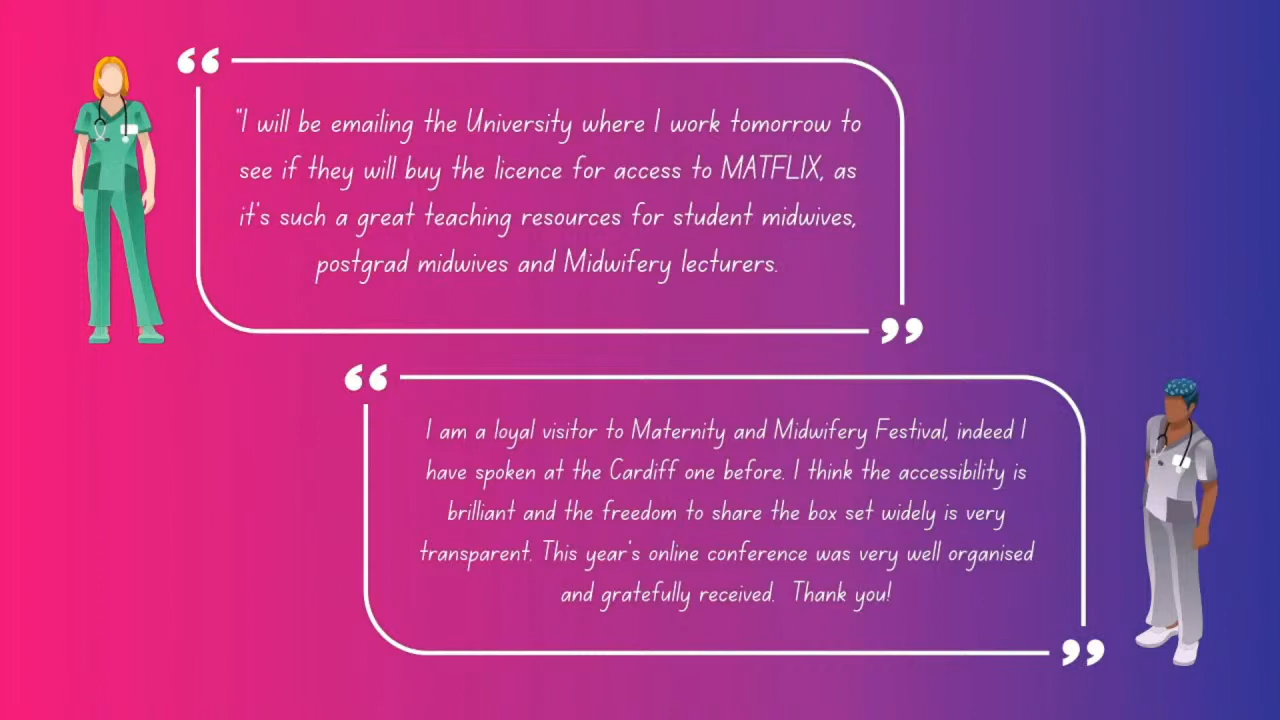 "I will be emailing the University where I work tomorrow to
see if they will buy the licence for access to MATFLIX, as
it's such a great teaching resources for student midwives,
postgrad midwives and Midwifery lecturers.
I am a loyal visitor to Maternity and Midwifery Festival, indeed I
have spoken at the Cardiff one before. I think the accessibility is
brilliant and the freedom to share the box set widely is very
transparent. This year's online conference was very well organised
and gratefully received. Thank you!